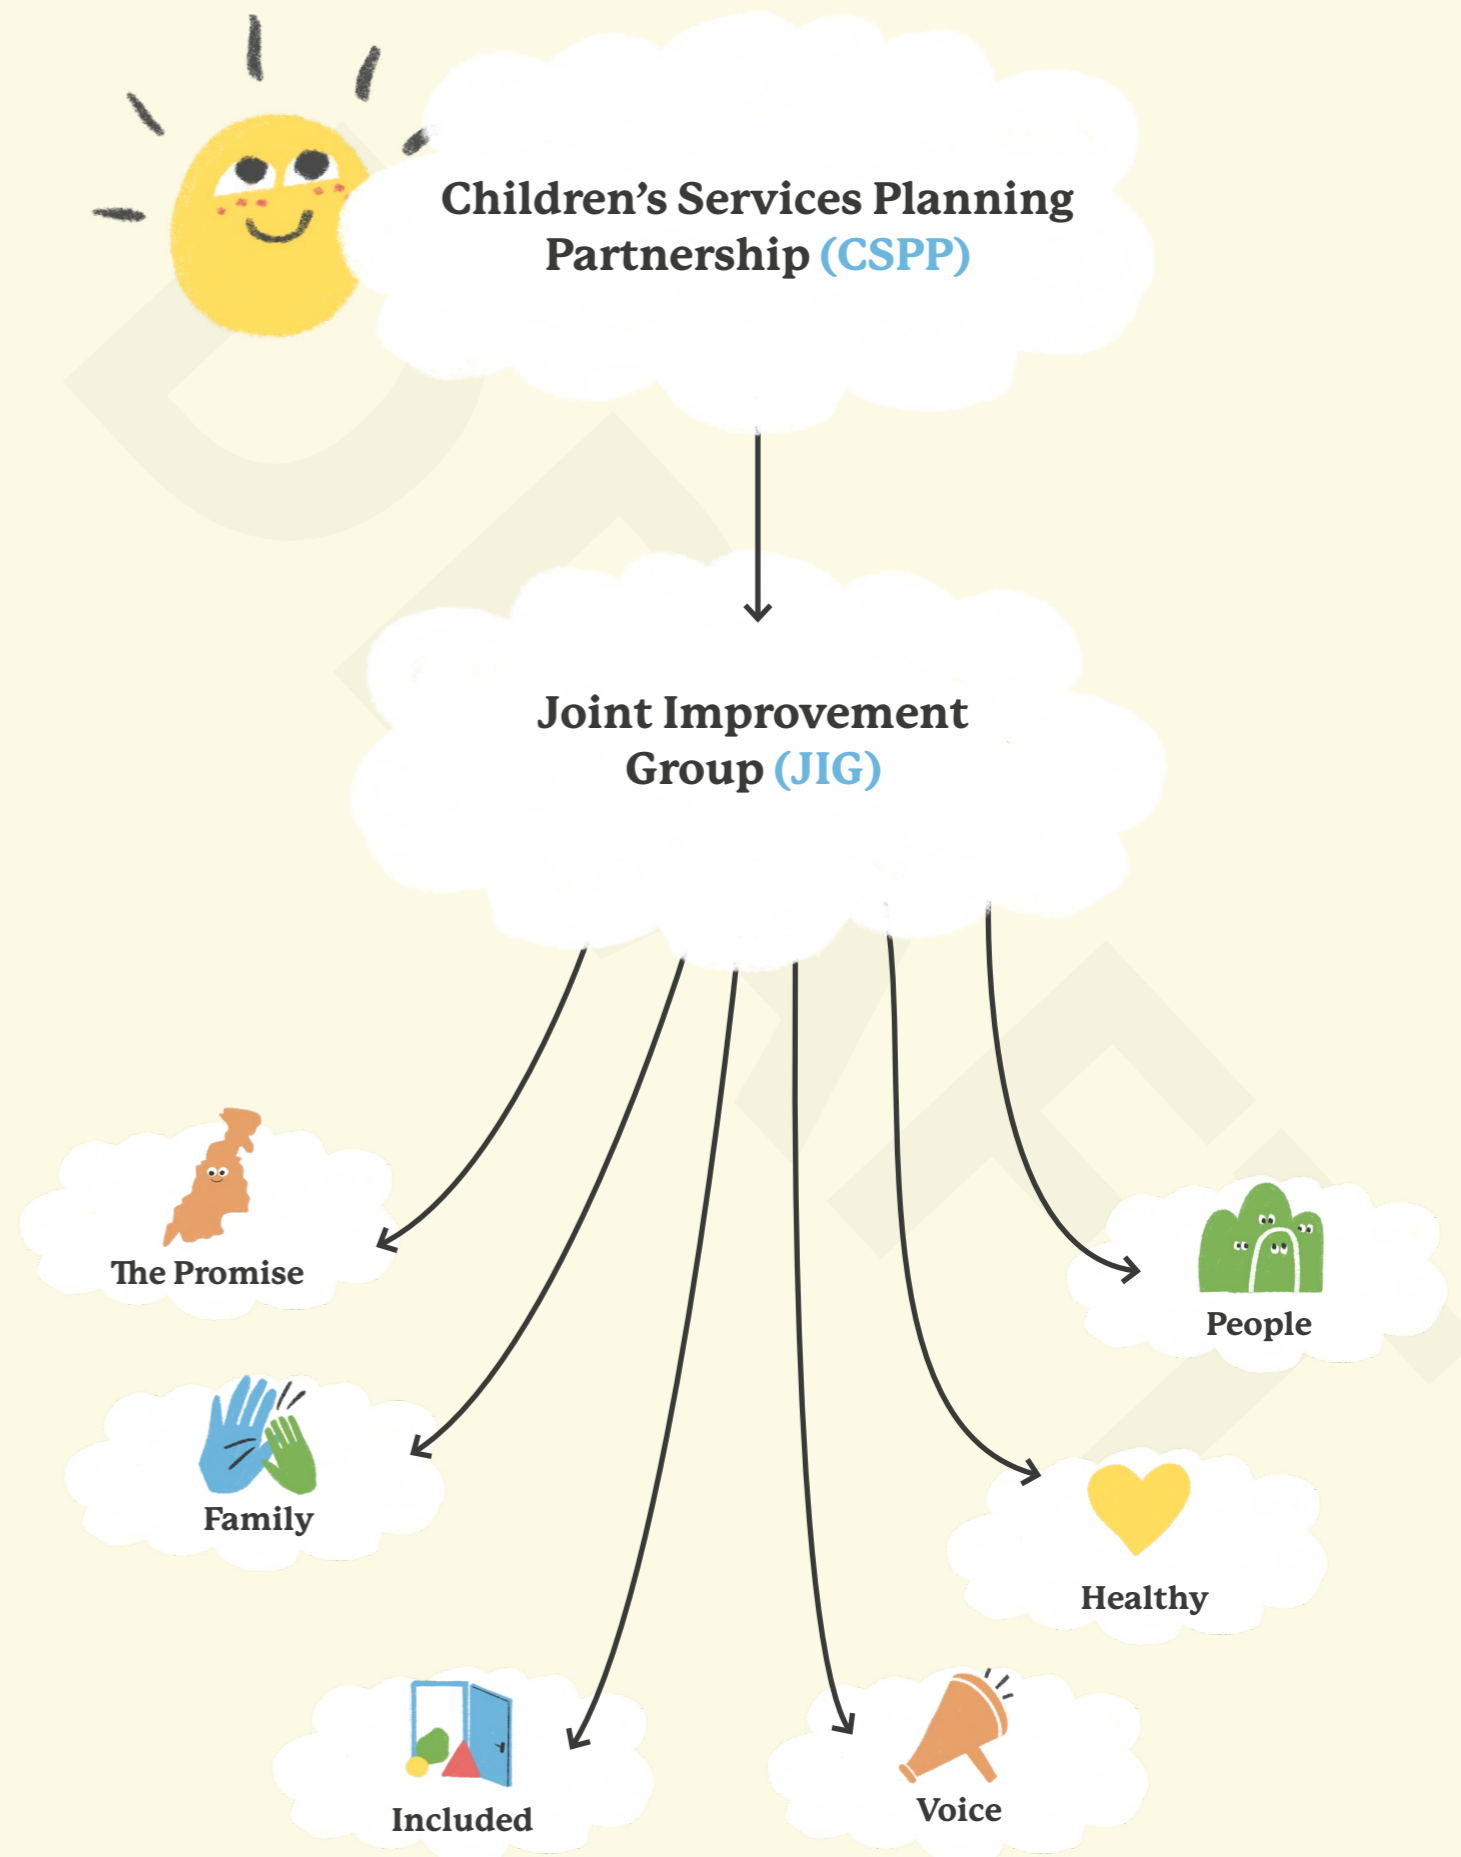 Children’s Services Planning
Partnership (CSPP)
Joint Improvement
Group (JIG)
The Promise
People
Family
Healthy
Included
Voice